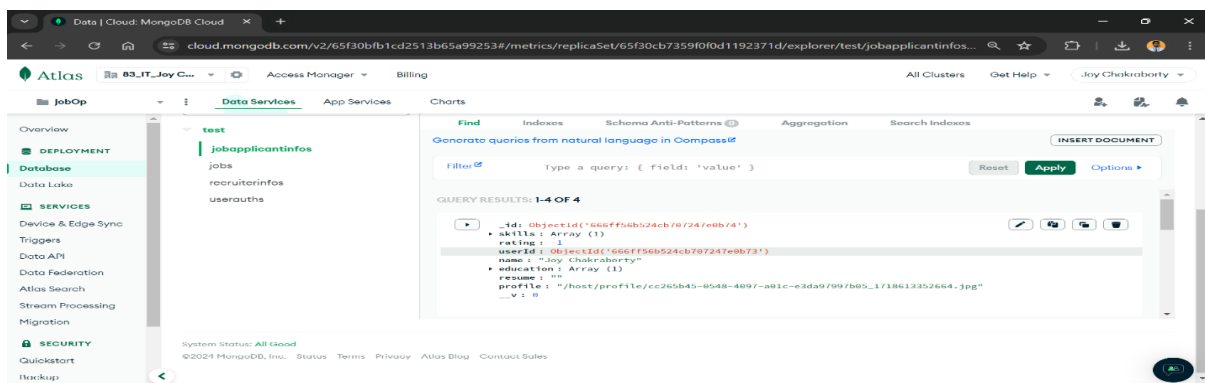 Data | Cloud: MongoDB Cloud
cloud.mongodb.com/v2/65f30bfb1cd2513b65a99253#/metrics/replicaSet/65f30cb7359f0f0d1192371d/explorer/test/jobapplicantinfos...
Atlas 83_IT_Joy C... Access Manager Billing All Clusters Get Help Joy Chakraborty
JobOp Data Services App Services Charts
Overview
DEPLOYMENT
Database
Data Lake
SERVICES
Device & Edge Sync
Triggers
Data API
Data Federation
Atlas Search
Stream Processing
Migration
SECURITY
Quickstart
Backup
test
jobapplicantinfos
jobs
recruiterinfos
userauths
Find Indexes Schema Anti-Patterns 0 Aggregation Search Indexes
Generate queries from natural language in Compass
INSERT DOCUMENT
Filter Type a query: { field: 'value' } Reset Apply Options
QUERY RESULTS: 1-4 OF 4
_id: ObjectId('666ff56b524cb787247e0b74')
skills : Array (1)
rating : -1
userId : ObjectId('666ff56b524cb787247e0b73')
name : "Joy Chakraborty"
education : Array (1)
resume : ""
profile : "/host/profile/cc265b45-0548-4097-a01c-e3da97997b05_1718613352664.jpg"
__v : 0
System Status: All Good
©2024 MongoDB, Inc. Status Terms Privacy Atlas Blog Contact Sales